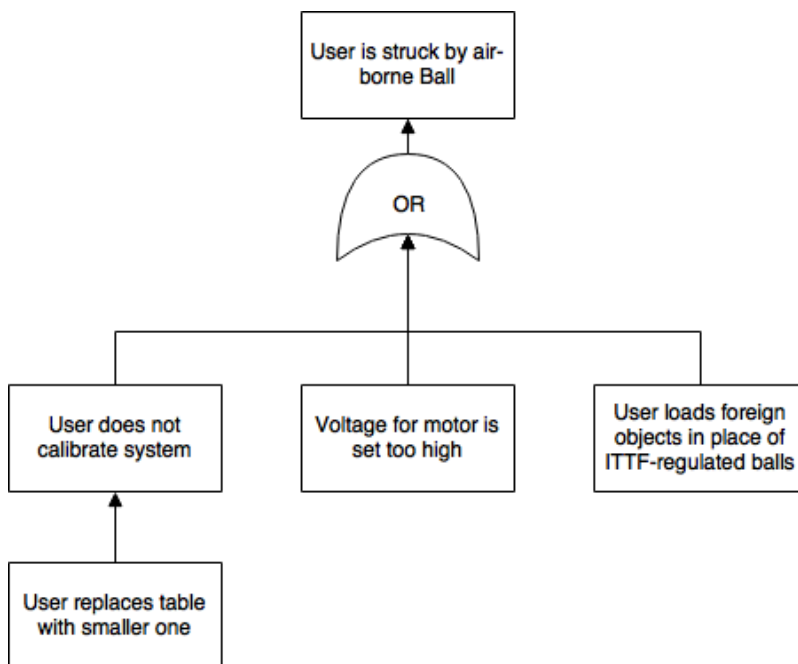 User is struck by air-
borne Ball
OR
User does not
calibrate system
Voltage for motor is
set too high
User loads foreign
objects in place of
ITTF-regulated balls
User replaces table
with smaller one